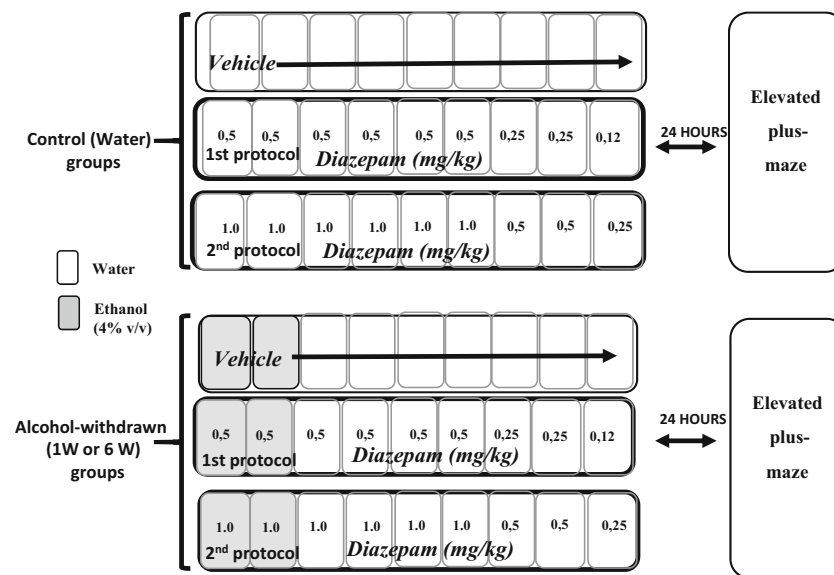 Vehicle
0,5 0,5 0,5 0,5 0,5 0,5 0,25 0,25 0,12
1st protocol Diazepam (mg/kg)
Control (Water)
groups
1.0 1.0 1.0 1.0 1.0 1.0 0,5 0,5 0,25
2nd protocol Diazepam (mg/kg)
24 HOURS
Elevated
plus-
maze
Water
Ethanol
(4% v/v)
Vehicle
Alcohol-withdrawn
(1W or 6 W)
groups
0,5 0,5 0,5 0,5 0,5 0,5 0,25 0,25 0,12
1st protocol Diazepam (mg/kg)
1.0 1.0 1.0 1.0 1.0 1.0 0,5 0,5 0,25
2nd protocol Diazepam (mg/kg)
24 HOURS
Elevated
plus-
maze